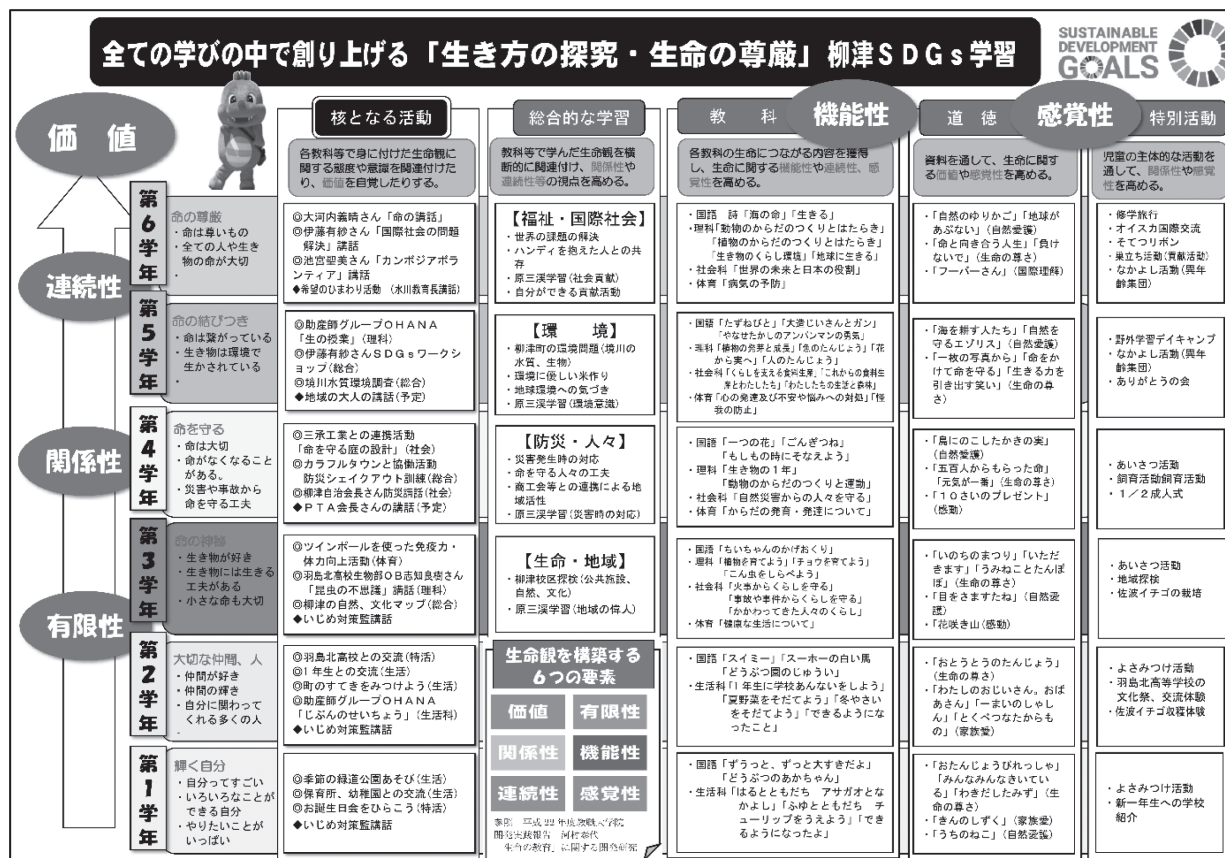 全ての学びの中で創り上げる「生き方の探究・生命の尊厳」柳津SDGs学習
SUSTAINABLE
DEVELOPMENT
GOALS
価　値
連続性
関係性
有限性
機能性
感覚性
核となる活動
各教科等で身に付けた生命観に
関する態度や意識を関連付けた
り、価値を自覚したりする。
総合的な学習
教科等で学んだ生命観を横
断的に関連付け、関係性や
連続性等の視点を高める。
教　科
各教科の生命につながる内容を獲得
し、生命に関する機能性や連続性、感
覚性を高める。
道　徳
資料を通して、生命に関す
る価値や感覚性を高める。
特別活動
児童の主体的な活動を
通して、関係性や感覚
性を高める。
第6学年
命の尊厳
・命は尊いもの
・全ての人や生き
物の命が大切
・
◎大河内義晴さん「命の講話」
◎伊藤有紗さん「国際社会の問題
解決」講話
◎池宮聖美さん「カンボジアボラ
ンティア」講話
◆希望のひまわり活動（水川教育長講話）
【福祉・国際社会】
・世界の課題の解決
・ハンディを抱えた人との共
存
・原三渓学習(社会貢献)
・自分ができる貢献活動
・国語　詩「海の命」「生きる」
・理科「動物のからだのつくりとはたらき」
「植物のからだのつくりとはたらき」
「生き物のくらし環境」「地球に生きる」
・社会科「世界の未来と日本の役割」
・体育「病気の予防」
・「自然のゆりかご」「地球が
あぶない」(自然愛護)
・「命と向き合う人生」「負け
ないで」(生命の尊さ)
・「フーバーさん」(国際理解)
・修学旅行
・オイスカ国際交流
・そてつリボン
・巣立ち活動(貢献活動)
・なかよし活動(異年
齢集団)
第5学年
命の結びつき
・命は繋がっている
・生き物は環境で
生かされている
・
◎助産師グループOHANA
「生の授業」(理科)
◎伊藤有紗さんSDGsワークシ
ョップ(総合)
◎境川水質環境調査(総合)
◆地域の大人の講話(予定)
【環　境】
・柳津町の環境問題(境川の
水質、生物)
・環境に優しい米作り
・地球環境への気づき
・原三渓学習(環境意識)
・国語「たずねびと」「大造じいさんとガン」
「やなせたかしのアンパンマンの勇気」
・理科「植物の発芽と成長」「魚のたんじょう」「花
から実へ」「人のたんじょう」
・社会科「くらしを支える食料生産」「これからの食料生
産とわたしたち」「わたしたちの生活と森林」
・体育「心の発達及び不安や悩みへの対処」「怪
我の防止」
・「海を耕す人たち」「自然を
守るエゾリス」(自然愛護)
・「一枚の写真から」「命をか
けて命を守る」「生きる力を
引き出す笑い」(生命の尊
さ)
・野外学習デイキャンプ
・なかよし活動(異年
齢集団)
・ありがとうの会
第4学年
命を守る
・命は大切
・命がなくなること
がある。
・災害や事故から
命を守る工夫
◎三承工業との連携活動
「命を守る庭の設計」(社会)
◎カラフルタウンと協働活動
防災シェイクアウト訓練(総合)
◎柳津自治会長さん防災講話(社会)
◆PTA会長さんの講話(予定)
【防災・人々】
・災害発生時の対応
・命を守る人々の工夫
・商工会等との連携による地
域活性
・原三渓学習(災害時の対応)
・国語「一つの花」「ごんぎつね」
「もしもの時にそなえよう」
・理科「生き物の1年」
「動物のからだのつくりと運動」
・社会科「自然災害からの人々を守る」
・体育「からだの発育・発達について」
・「島にのこしたかきの実」
(自然愛護)
・「五百人からもらった命」
「元気が一番」(生命の尊さ)
・「10さいのプレゼント」
(感動)
・あいさつ活動
・飼育活動飼育活動
・1/2成人式
第3学年
命の神秘
・生き物が好き
・生き物には生きる
工夫がある
・小さな命も大切
◎ツインボールを使った免疫力・
体力向上活動(体育)
◎羽島北高校生物部OB志知良樹さん
「昆虫の不思議」講話(理科)
◎柳津の自然、文化マップ(総合)
◆いじめ対策監講話
【生命・地域】
・柳津校区探検(公共施設、
自然、文化)
・原三渓学習(地域の偉人)
・国語「ちいちゃんのかげおくり」
・理科「植物を育てよう」「チョウを育てよう」
「こん虫をしらべよう」
・社会科「火事からくらしを守る」
「事故や事件からくらしを守る」
「かかわってきた人々のくらし」
・体育「健康な生活について」
・「いのちのまつり」「いただ
きます」「うみねことたんぽ
ぽ」(生命の尊さ)
・「目をさますたね」(自然愛
護)
・「花咲き山」(感動)
・あいさつ活動
・地域探検
・佐波イチゴの栽培
第2学年
大切な仲間、人
・仲間が好き
・仲間の輝き
・自分に関わって
くれる多くの人
◎羽島北高校との交流(特活)
◎1年生との交流(生活)
◎町のすてきをみつけよう(生活)
◎助産師グループOHANA
「じぶんのせいちょう」(生活科)
◆いじめ対策監講話
生命観を構築する
6つの要素
価値
有限性
関係性
機能性
連続性
感覚性
参照　平成22年度教職大学院
開発実践報告　河村泰代
「生命の教育」に関する開発研究
・国語「スイミー」「スーホーの白い馬
「どうぶつ園のじゅうい」
・生活科「1年生に学校あんないをしよう」
「夏野菜をそだてよう」「冬やさい
をそだてよう」「できるようになっ
たこと」
・「おとうとうのたんじょう」
(生命の尊さ)
・「わたしのおじいさん。おば
あさん」「一まいのしゃし
ん」「とくべつなたからも
の」(家族愛)
・よさみつけ活動
・羽島北高等学校の
文化祭、交流体験
・佐波イチゴ収穫体験
第1学年
輝く自分
・自分ってすごい
・いろいろなことが
できる自分
・やりたいことが
いっぱい
◎季節の緑道公園あそび(生活)
◎保育所、幼稚園との交流(生活)
◎お誕生日会をひらこう(特活)
◆いじめ対策監講話
・国語「ずうっと、ずっと大すきだよ」
「どうぶつのあかちゃん」
・生活科「はるとともだち　アサガオとな
かよし」「ふゆとともだち　チ
ューリップをうえよう」「でき
るようになったよ」
・「おたんじょうびれっしゃ」
「みんなみんなきいてい
る」「わきだしたみず」(生
命の尊さ)
・「きんのしずく」(家族愛)
・「うちのねこ」(自然愛護)
・よさみつけ活動
・新一年生への学校
紹介